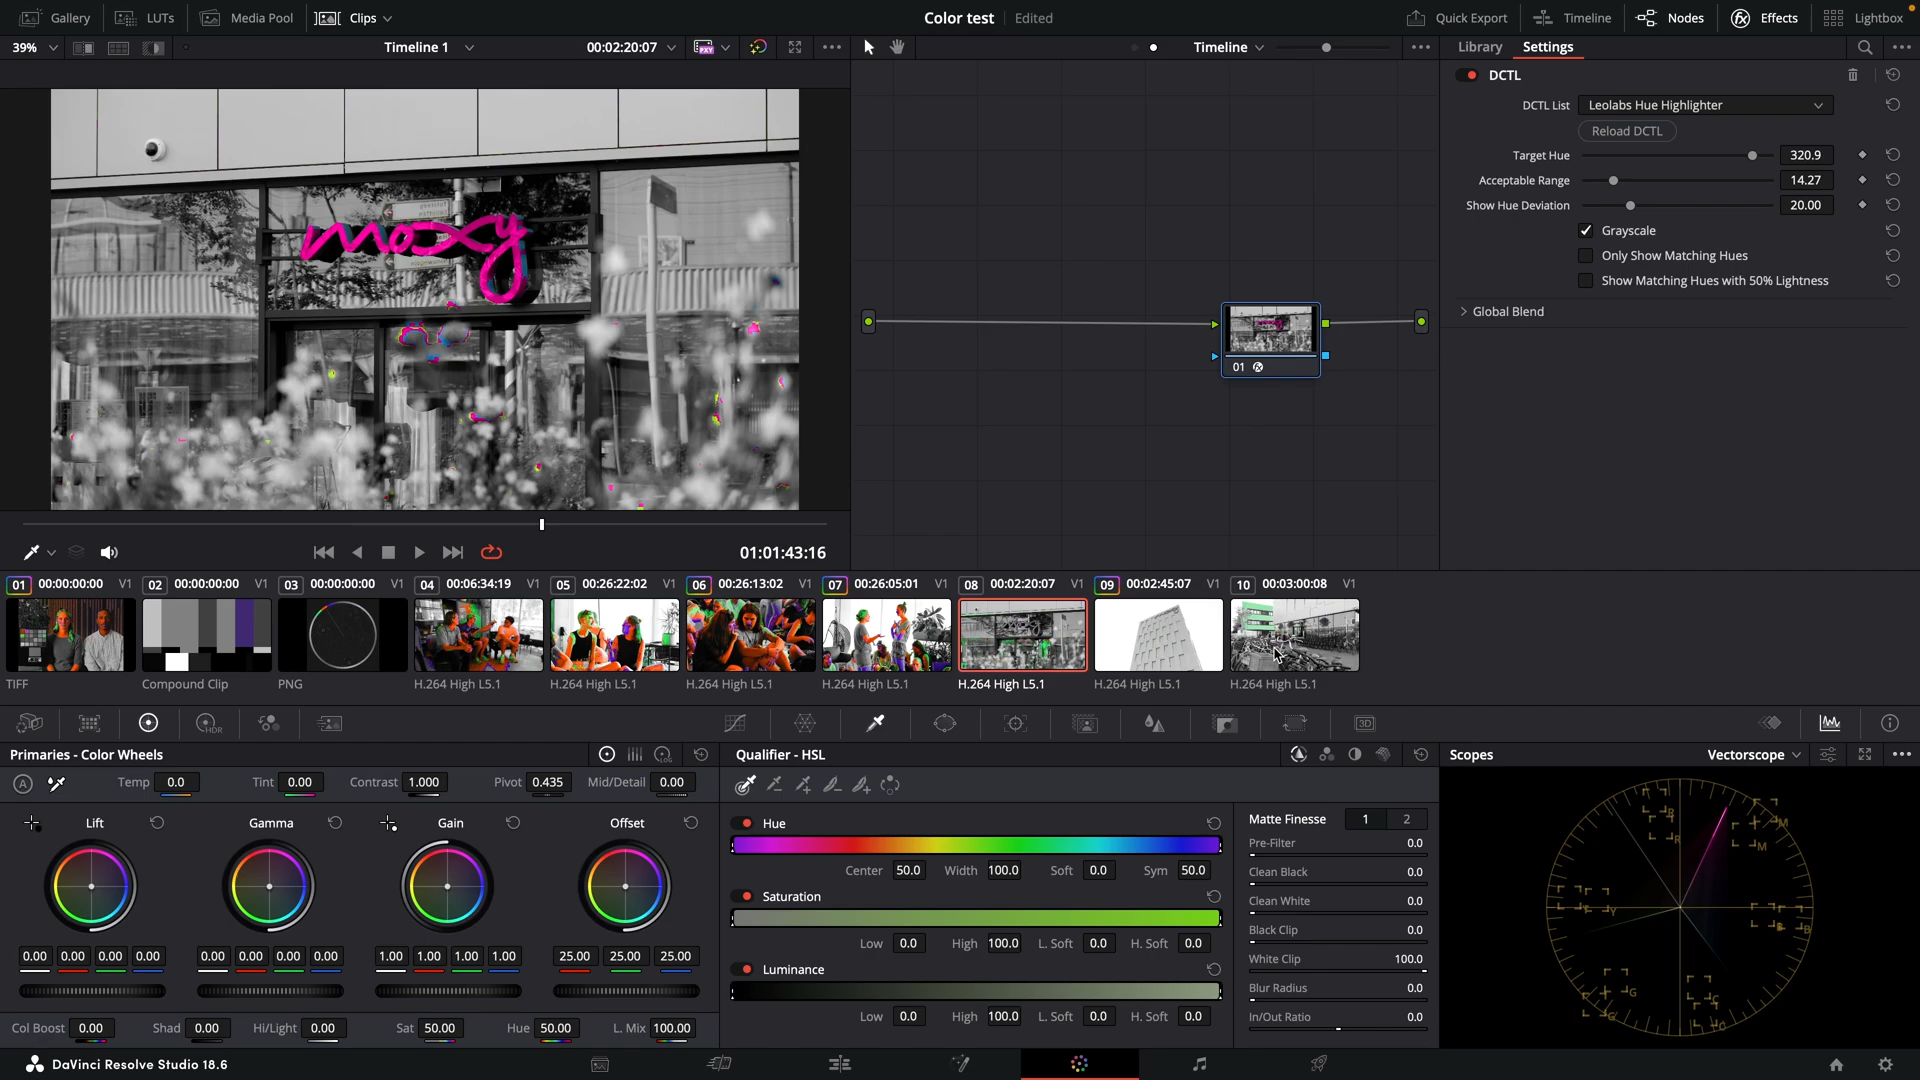 Gallery LUTs Media Pool Clips Color test Edited Quick Export Timeline Nodes Effects Lightbox
39% Timeline 1 00:02:20:07 PXY Timeline Library Settings
DCTL
DCTL List Leolabs Hue Highlighter
Reload DCTL
Target Hue 320.9
Acceptable Range 14.27
Show Hue Deviation 20.00
Grayscale
Only Show Matching Hues
Show Matching Hues with 50% Lightness
Global Blend
moxy
01
01:01:43:16
01 00:00:00:00 V1 02 00:00:00:00 V1 03 00:00:00:00 V1 04 00:06:34:19 V1 05 00:26:22:02 V1 06 00:26:13:02 V1 07 00:26:05:01 V1 08 00:02:20:07 V1 09 00:02:45:07 V1 10 00:03:00:08 V1
TIFF Compound Clip PNG H.264 High L5.1 H.264 High L5.1 H.264 High L5.1 H.264 High L5.1 H.264 High L5.1 H.264 High L5.1 H.264 High L5.1
HDR 3D
Primaries - Color Wheels LOG Qualifier - HSL Scopes Vectorscope
A Temp 0.0 Tint 0.00 Contrast 1.000 Pivot 0.435 Mid/Detail 0.00
Lift Gamma Gain Offset
0.00 0.00 0.00 0.00 0.00 0.00 0.00 0.00 1.00 1.00 1.00 1.00 25.00 25.00 25.00
Col Boost 0.00 Shad 0.00 Hi/Light 0.00 Sat 50.00 Hue 50.00 L. Mix 100.00
Hue
Center 50.0 Width 100.0 Soft 0.0 Sym 50.0
Saturation
Low 0.0 High 100.0 L. Soft 0.0 H. Soft 0.0
Luminance
Low 0.0 High 100.0 L. Soft 0.0 H. Soft 0.0
Matte Finesse 1 2
Pre-Filter 0.0
Clean Black 0.0
Clean White 0.0
Black Clip 0.0
White Clip 100.0
Blur Radius 0.0
In/Out Ratio 0.0
R M
R M
Y B B
G C
G C
DaVinci Resolve Studio 18.6